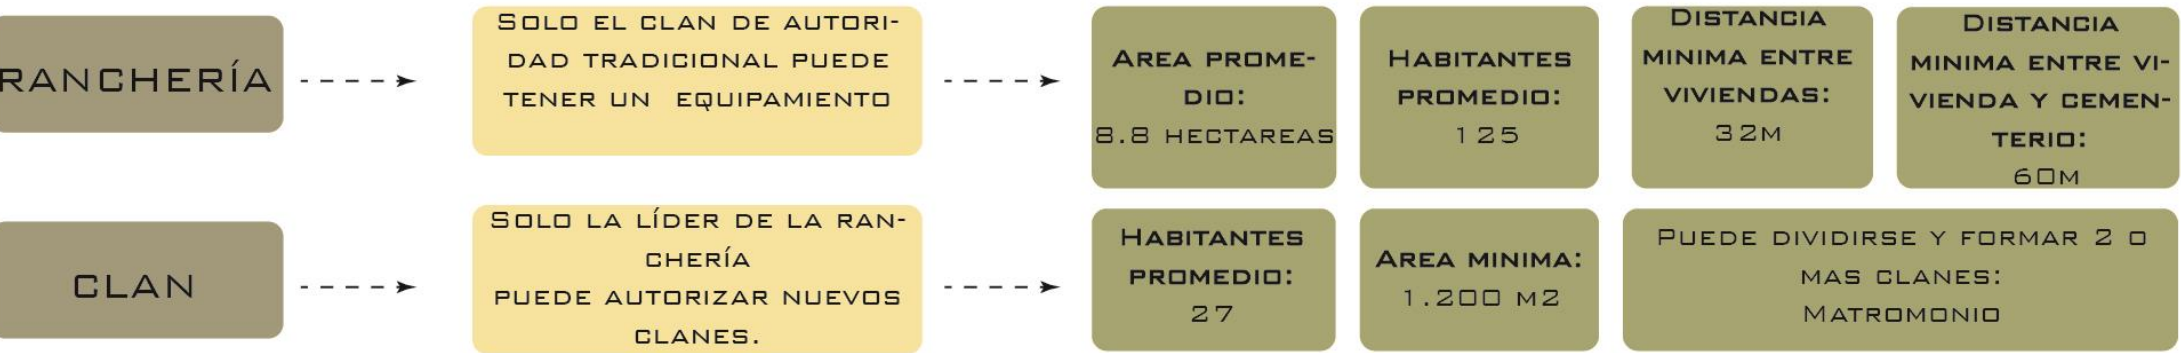 RANCHERÍA
SOLO EL CLAN DE AUTORI-
DAD TRADICIONAL PUEDE
TENER UN EQUIPAMIENTO
AREA PROME-
DIO:
8.8 HECTAREAS
HABITANTES
PROMEDIO:
125
DISTANCIA
MINIMA ENTRE
VIVIENDAS:
32M
DISTANCIA
MINIMA ENTRE VI-
VIENDA Y CEMEN-
TERIO:
60M
CLAN
SOLO LA LÍDER DE LA RAN-
CHERÍA
PUEDE AUTORIZAR NUEVOS
CLANES.
HABITANTES
PROMEDIO:
27
AREA MINIMA:
1.200 M2
PUEDE DIVIDIRSE Y FORMAR 2 O
MAS CLANES:
MATROMONIO